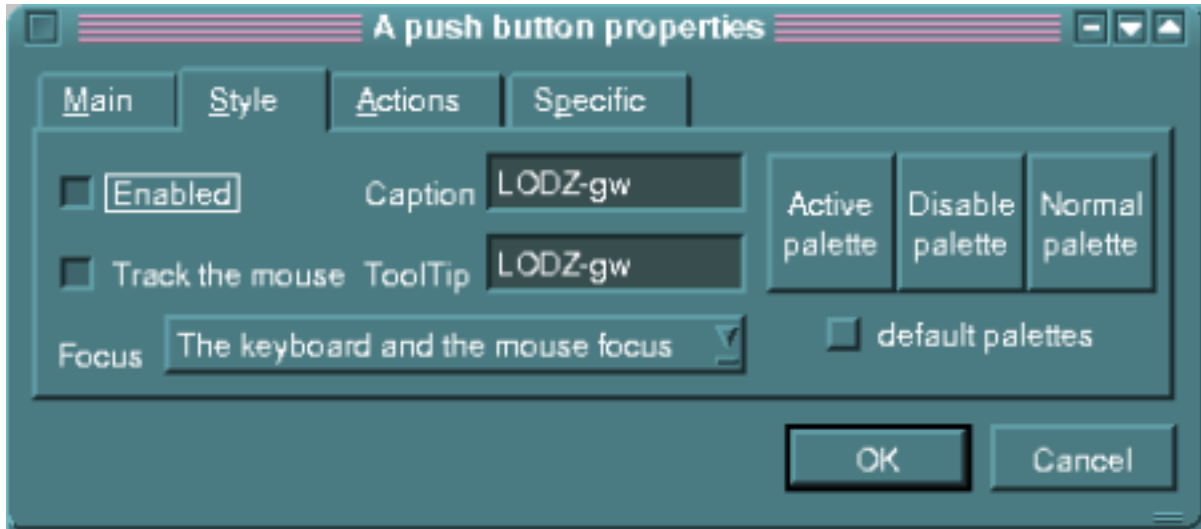 A push button properties
Main Style Actions Specific
Enabled
Caption LODZ-gw
Track the mouse
ToolTip LODZ-gw
Focus The keyboard and the mouse focus
Active palette
Disable palette
Normal palette
default palettes
OK Cancel